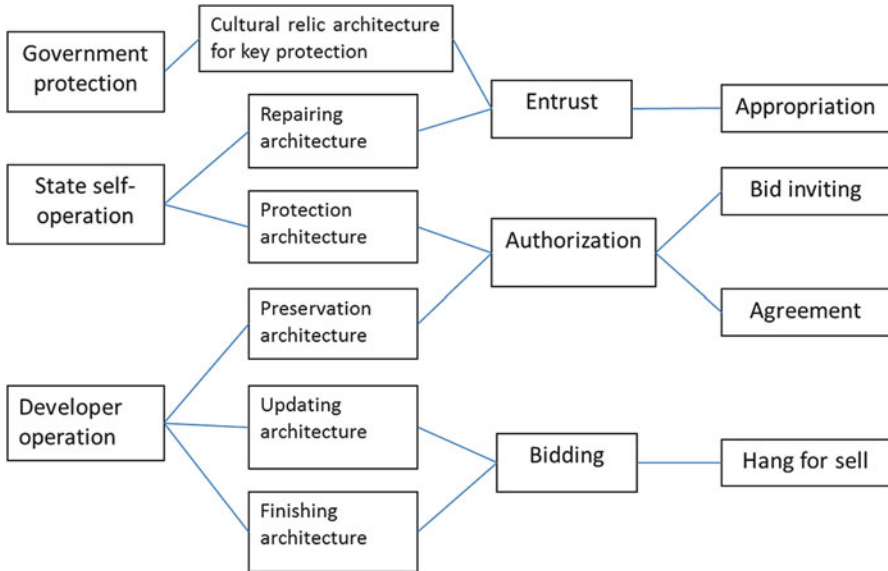 Government
protection
State self-
operation
Developer
operation
Cultural relic architecture
for key protection
Repairing
architecture
Protection
architecture
Preservation
architecture
Updating
architecture
Finishing
architecture
Entrust
Authorization
Bidding
Appropriation
Bid inviting
Agreement
Hang for sell